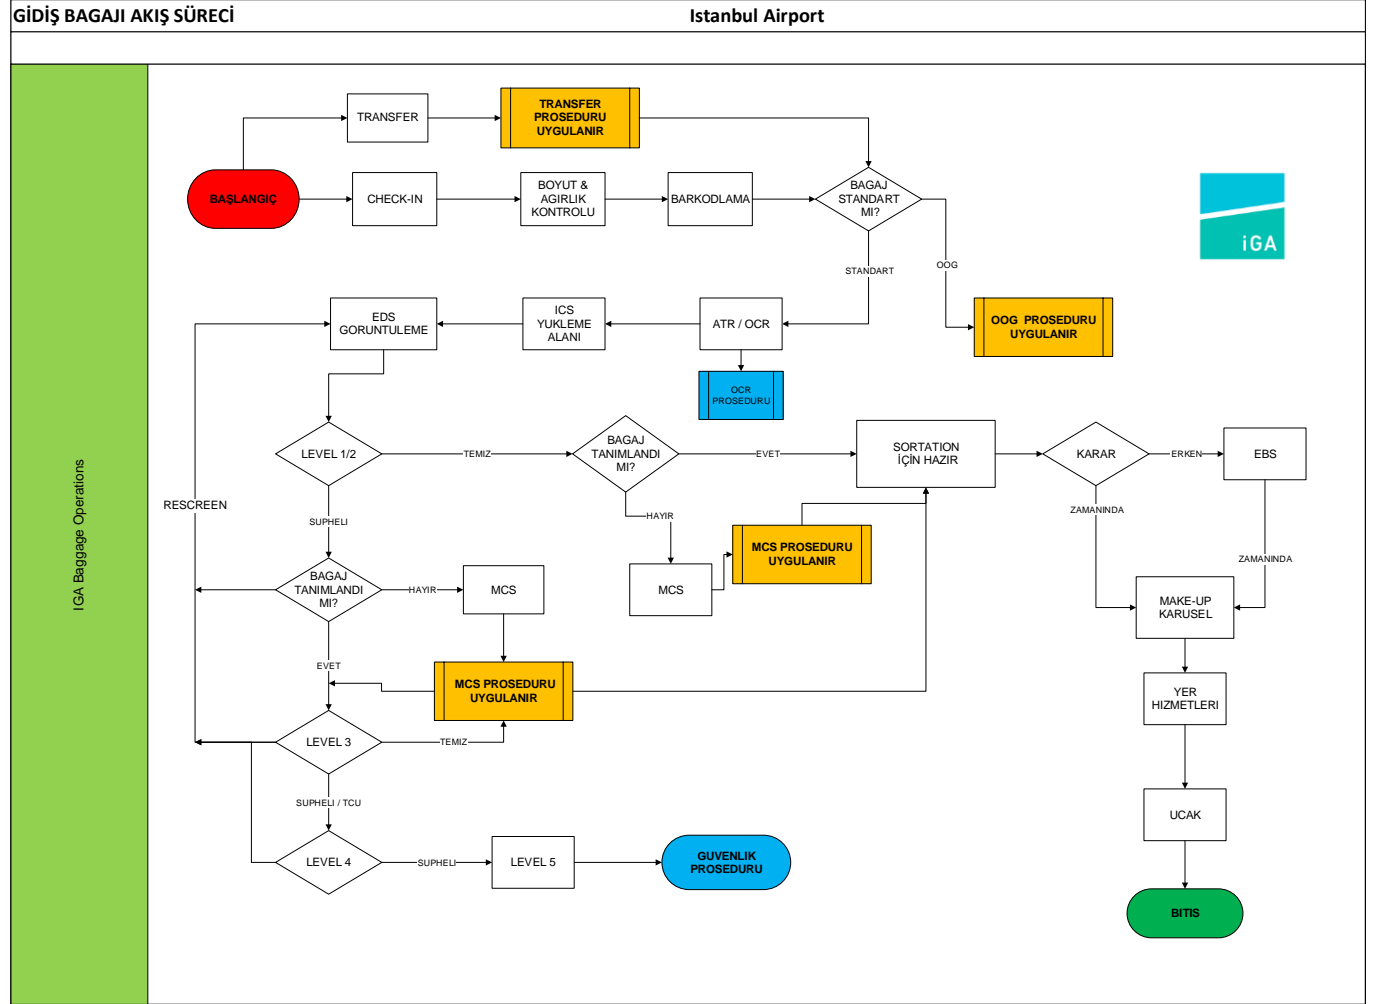 GİDİŞ BAGAJI AKIŞ SÜRECİ
Istanbul Airport
IGA Baggage Operations
TRANSFER
TRANSFER
PROSEDURU
UYGULANIR
BAŞLANGIÇ
CHECK-IN
BOYUT &
AGIRLIK
KONTROLU
BARKODLAMA
BAGAJ
STANDART
MI?
iGA
STANDART
OOG
EDS
GORUNTULEME
ICS
YUKLEME
ALANI
ATR / OCR
OOG PROSEDURU
UYGULANIR
OCR
PROSEDURU
LEVEL 1/2
TEMIZ
BAGAJ
TANIMLANDI
MI?
EVET
SORTATION
İÇİN HAZIR
KARAR
ERKEN
EBS
RESCREEN
SUPHELI
HAYIR
ZAMANINDA
MCS PROSEDURU
UYGULANIR
ZAMANINDA
BAGAJ
TANIMLANDI
MI?
HAYIR
MCS
MCS
MAKE-UP
KARUSEL
EVET
MCS PROSEDURU
UYGULANIR
YER
HIZMETLERI
LEVEL 3
TEMIZ
SUPHELI / TCU
UCAK
LEVEL 4
SUPHELI
LEVEL 5
GUVENLIK
PROSEDURU
BITIS